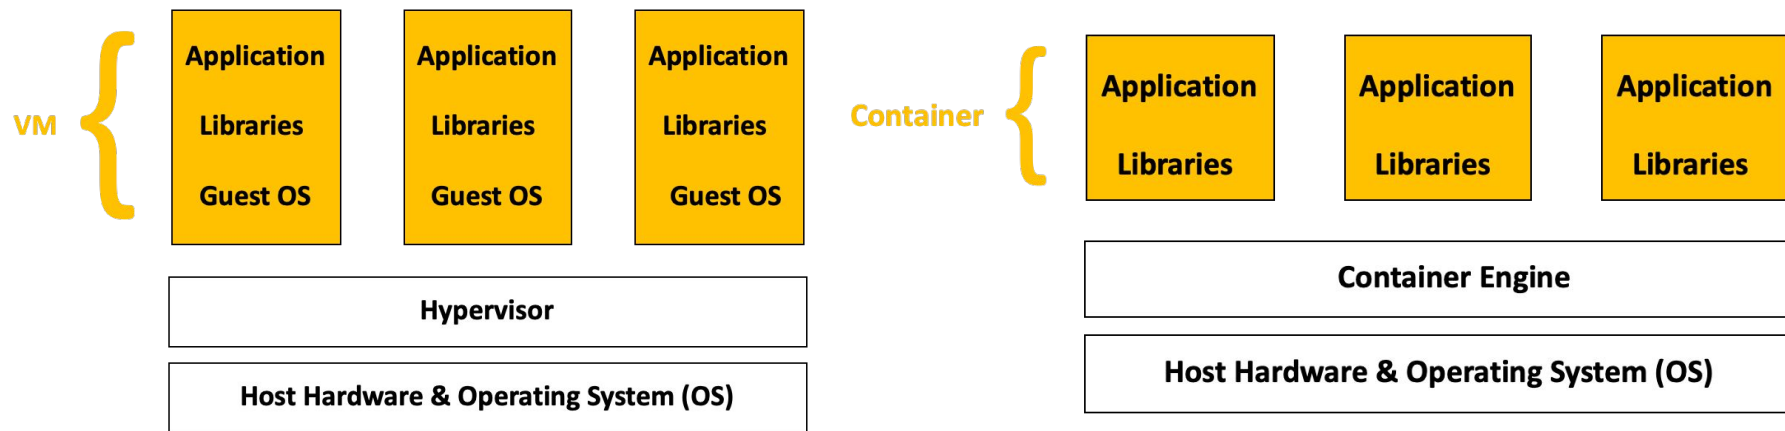 VM
Application
Libraries
Guest OS
Application
Libraries
Guest OS
Application
Libraries
Guest OS
Hypervisor
Host Hardware & Operating System (OS)
Container
Application
Libraries
Application
Libraries
Application
Libraries
Container Engine
Host Hardware & Operating System (OS)